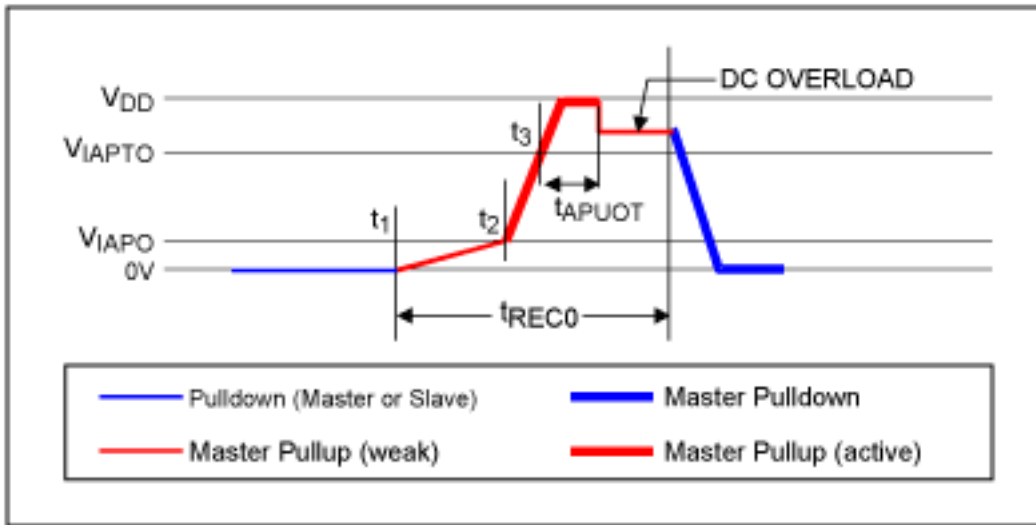 DC OVERLOAD
VDD
t3
VIAPTO
tAPUOT
t1
t2
VIAPO
0V
tREC0
Pulldown (Master or Slave)
Master Pulldown
Master Pullup (weak)
Master Pullup (active)